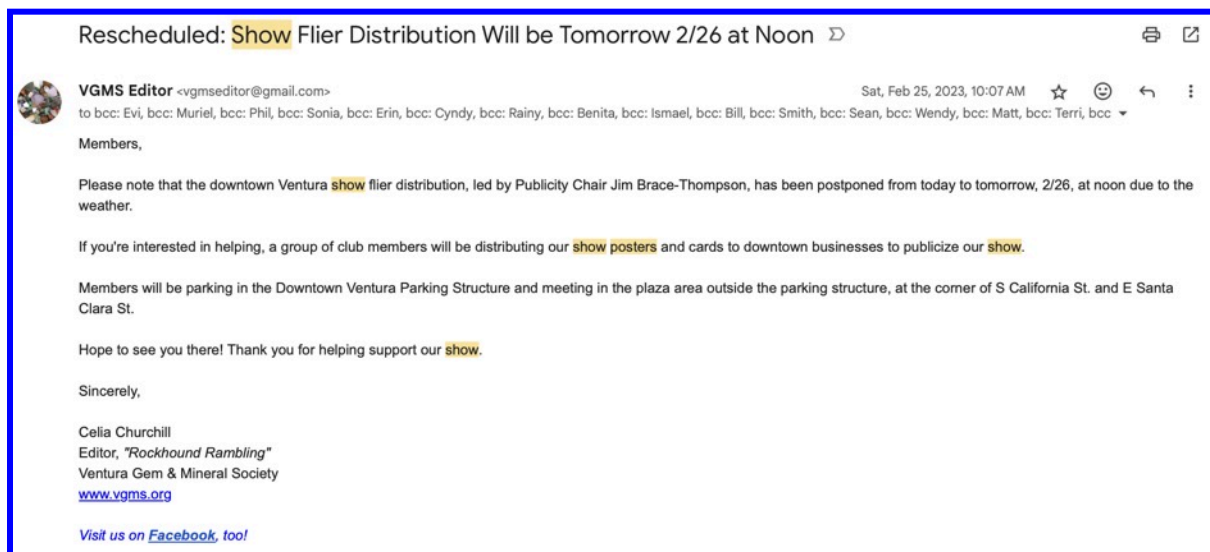 Rescheduled: Show Flier Distribution Will be Tomorrow 2/26 at Noon
VGMS Editor <vgmseditor@gmail.com>
Sat, Feb 25, 2023, 10:07 AM
to bcc: Evi, bcc: Muriel, bcc: Phil, bcc: Sonia, bcc: Erin, bcc: Cyndy, bcc: Rainy, bcc: Benita, bcc: Ismael, bcc: Bill, bcc: Smith, bcc: Sean, bcc: Wendy, bcc: Matt, bcc: Terri, bcc
Members,
Please note that the downtown Ventura show flier distribution, led by Publicity Chair Jim Brace-Thompson, has been postponed from today to tomorrow, 2/26, at noon due to the
weather.
If you're interested in helping, a group of club members will be distributing our show posters and cards to downtown businesses to publicize our show.
Members will be parking in the Downtown Ventura Parking Structure and meeting in the plaza area outside the parking structure, at the corner of S California St. and E Santa
Clara St.
Hope to see you there! Thank you for helping support our show.
Sincerely,
Celia Churchill
Editor, "Rockhound Rambling"
Ventura Gem & Mineral Society
www.vgms.org
Visit us on Facebook, too!